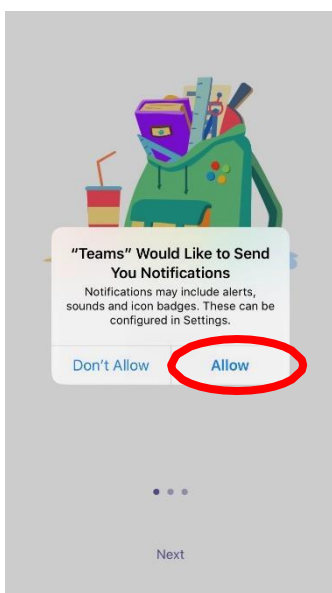 “Teams” Would Like to Send
You Notifications
Notifications may include alerts,
sounds and icon badges. These can be
configured in Settings.
Don’t Allow
Allow
Next